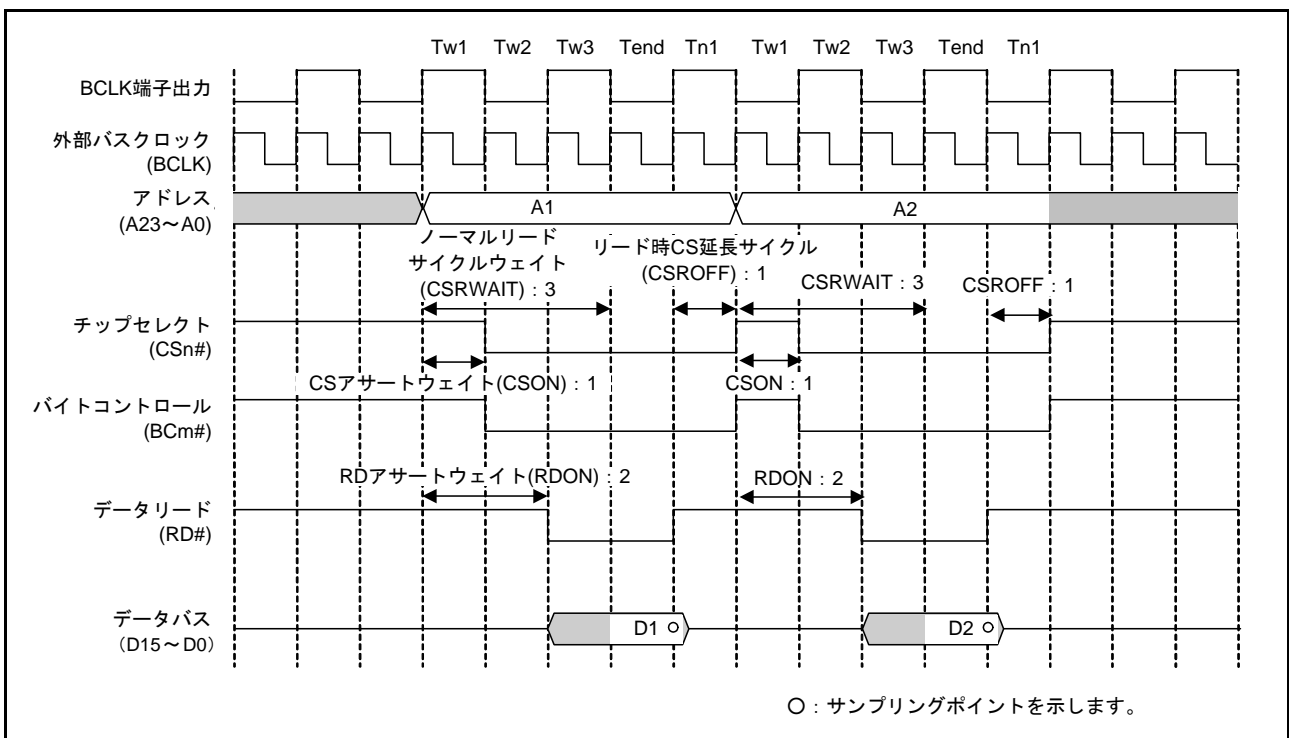 Tw1 Tw2 Tw3 Tend Tn1 Tw1 Tw2 Tw3 Tend Tn1
BCLK端子出力
外部バスクロック
(BCLK)
アドレス
(A23～A0)
A1
A2
ノーマルリード
サイクルウェイト
(CSRWAIT)：3
リード時CS延長サイクル
(CSROFF)：1
CSRWAIT：3
CSROFF：1
チップセレクト
(CSn#)
CSアサートウェイト(CSON)：1
CSON：1
バイトコントロール
(BCm#)
RDアサートウェイト(RDON)：2
RDON：2
データリード
(RD#)
データバス
（D15～D0）
D1
D2
○：サンプリングポイントを示します。